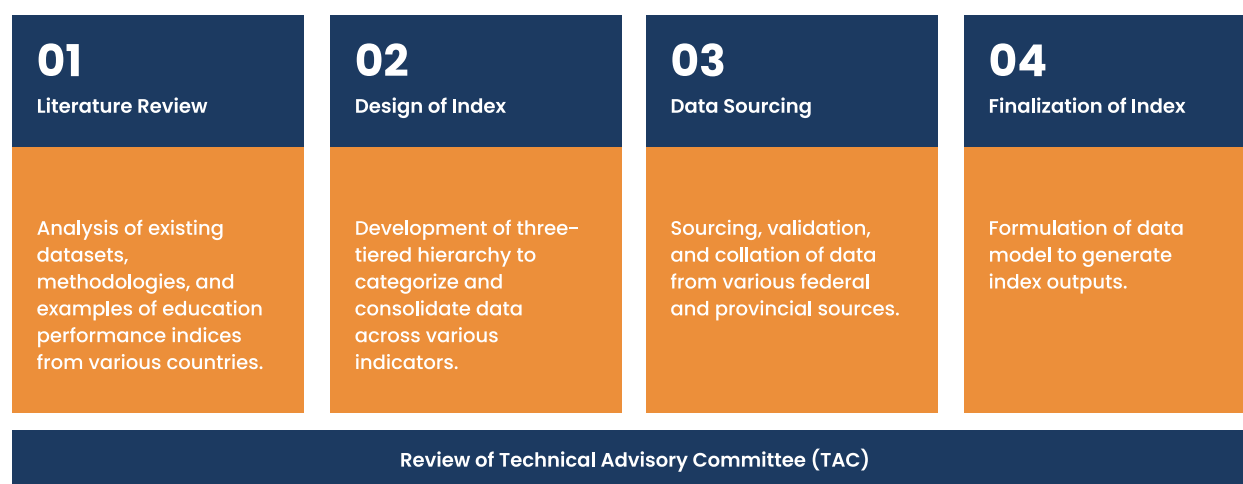 01
Literature Review
Analysis of existing
datasets,
methodologies, and
examples of education
performance indices
from various countries.
02
Design of Index
Development of three-
tiered hierarchy to
categorize and
consolidate data
across various
indicators.
03
Data Sourcing
Sourcing, validation,
and collation of data
from various federal
and provincial sources.
04
Finalization of Index
Formulation of data
model to generate
index outputs.
Review of Technical Advisory Committee (TAC)